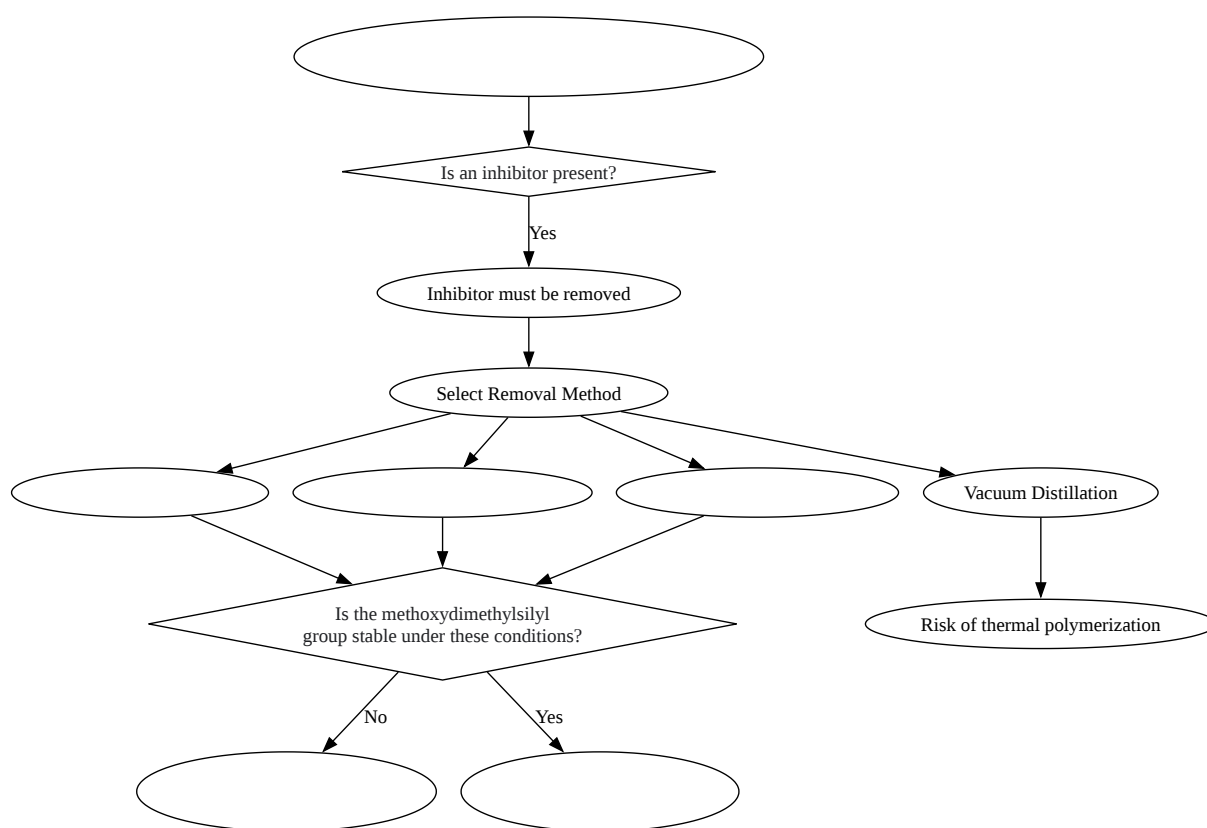 Is an inhibitor present?
Yes
Inhibitor must be removed
Select Removal Method
Vacuum Distillation
Is the methoxydimethylsilyl
group stable under these conditions?
Risk of thermal polymerization
No
Yes